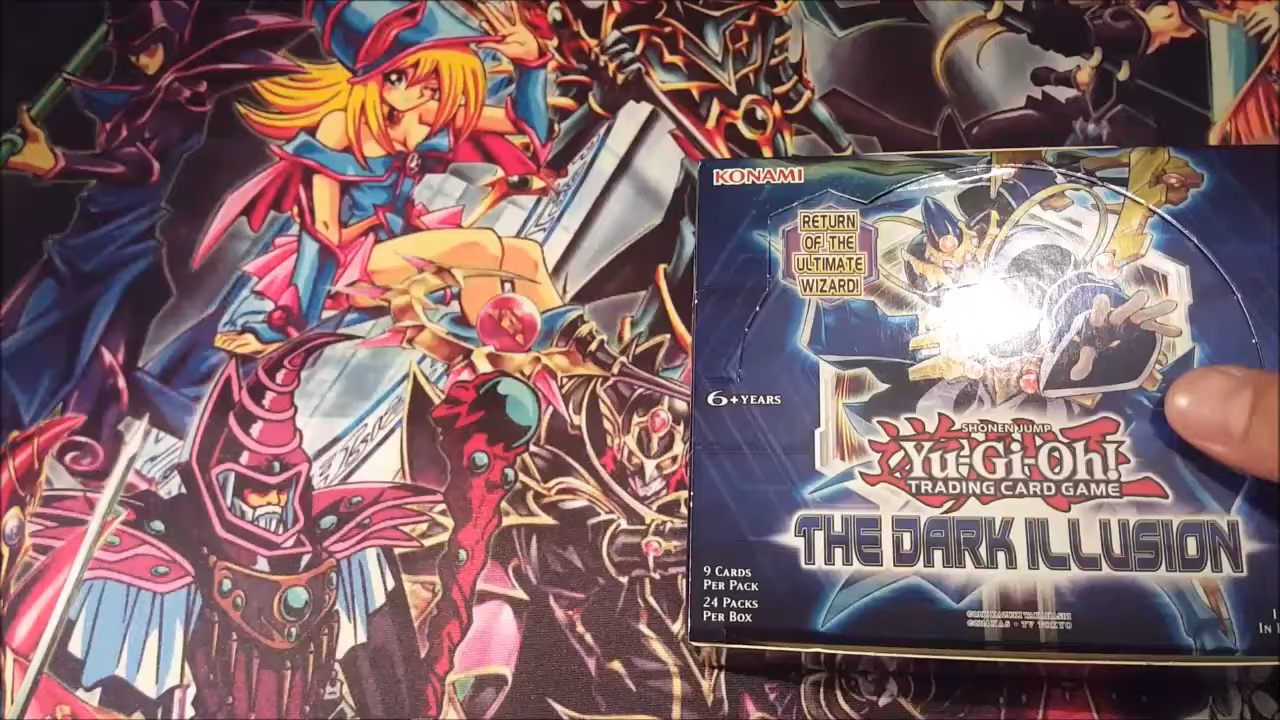 KONAMI
RETURN
OF THE
ULTIMATE
WIZARD!
6+YEARS
SHONEN JUMP
Yu-Gi-Oh!
TRADING CARD GAME
THE DARK ILLUSION
9 CARDS
PER PACK
24 PACKS
PER BOX
IN